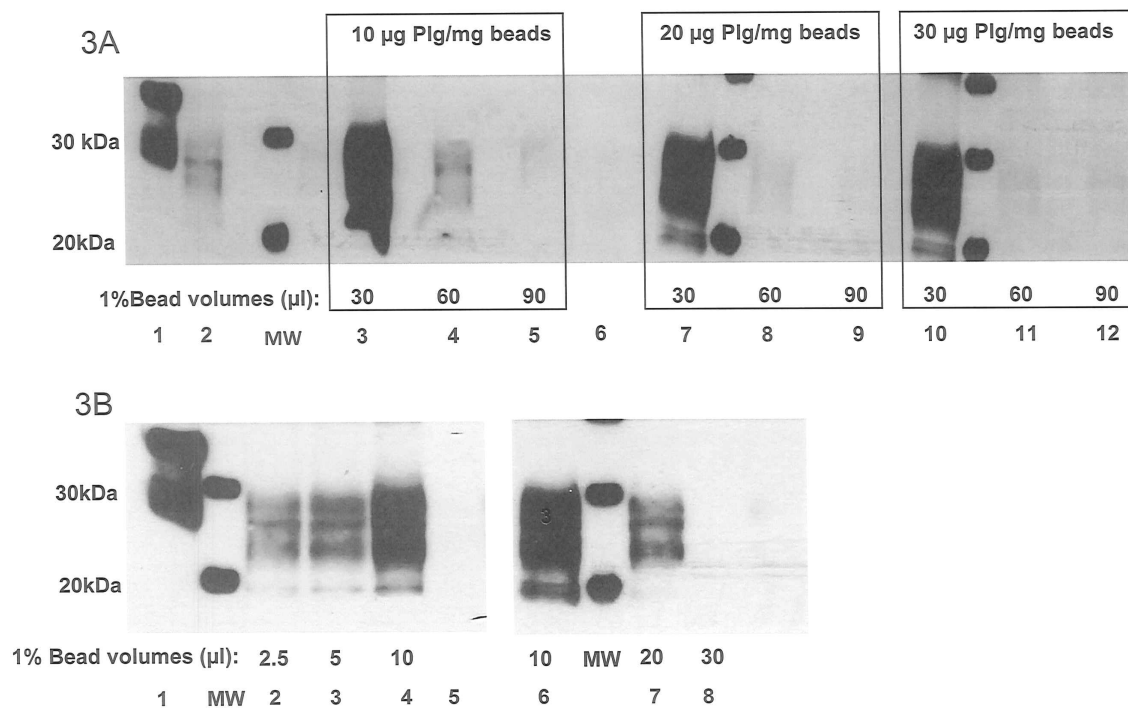 3A
10 µg Plg/mg beads
20 µg Plg/mg beads
30 µg Plg/mg beads
30 kDa
20kDa
1%Bead volumes (µl): 30 60 90 30 60 90 30 60 90
1 2 MW 3 4 5 6 7 8 9 10 11 12
3B
30kDa
3
20kDa
1% Bead volumes (µl): 2.5 5 10 10 MW 20 30
1 MW 2 3 4 5 6 7 8